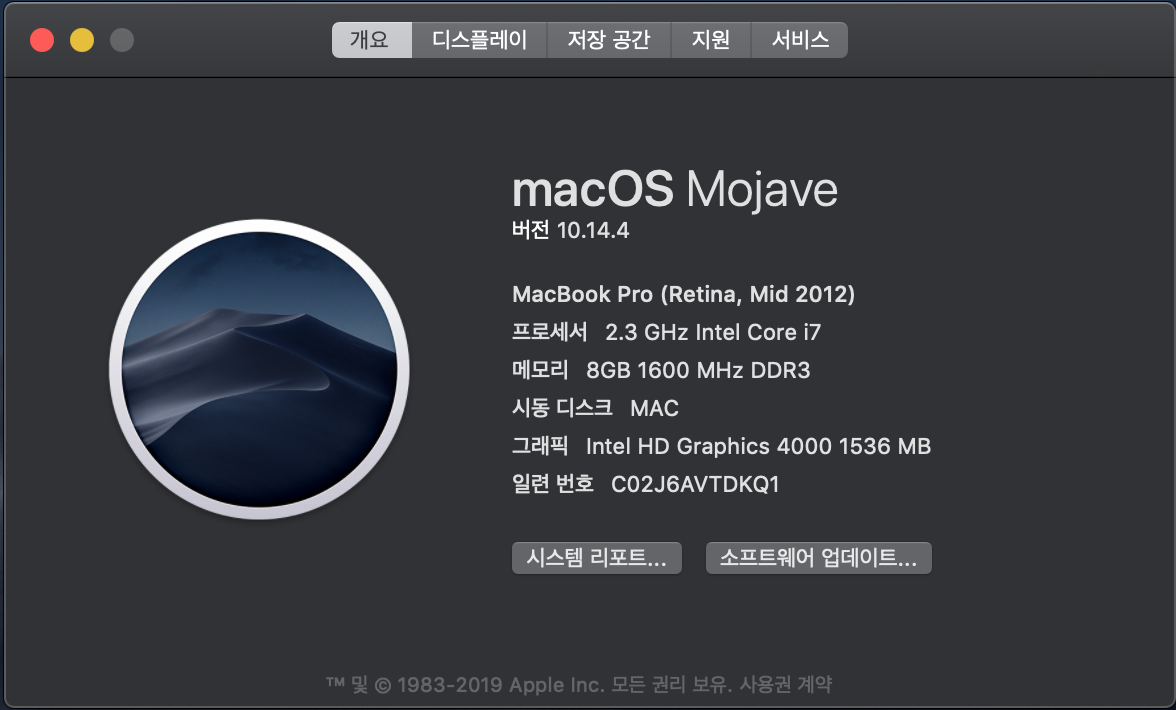 개요 디스플레이 저장 공간 지원 서비스
macOS Mojave
버전 10.14.4
MacBook Pro (Retina, Mid 2012)
프로세서 2.3 GHz Intel Core i7
메모리 8GB 1600 MHz DDR3
시동 디스크 MAC
그래픽 Intel HD Graphics 4000 1536 MB
일련 번호 C02J6AVTDKQ1
시스템 리포트... 소프트웨어 업데이트...
™ 및 © 1983-2019 Apple Inc. 모든 권리 보유. 사용권 계약